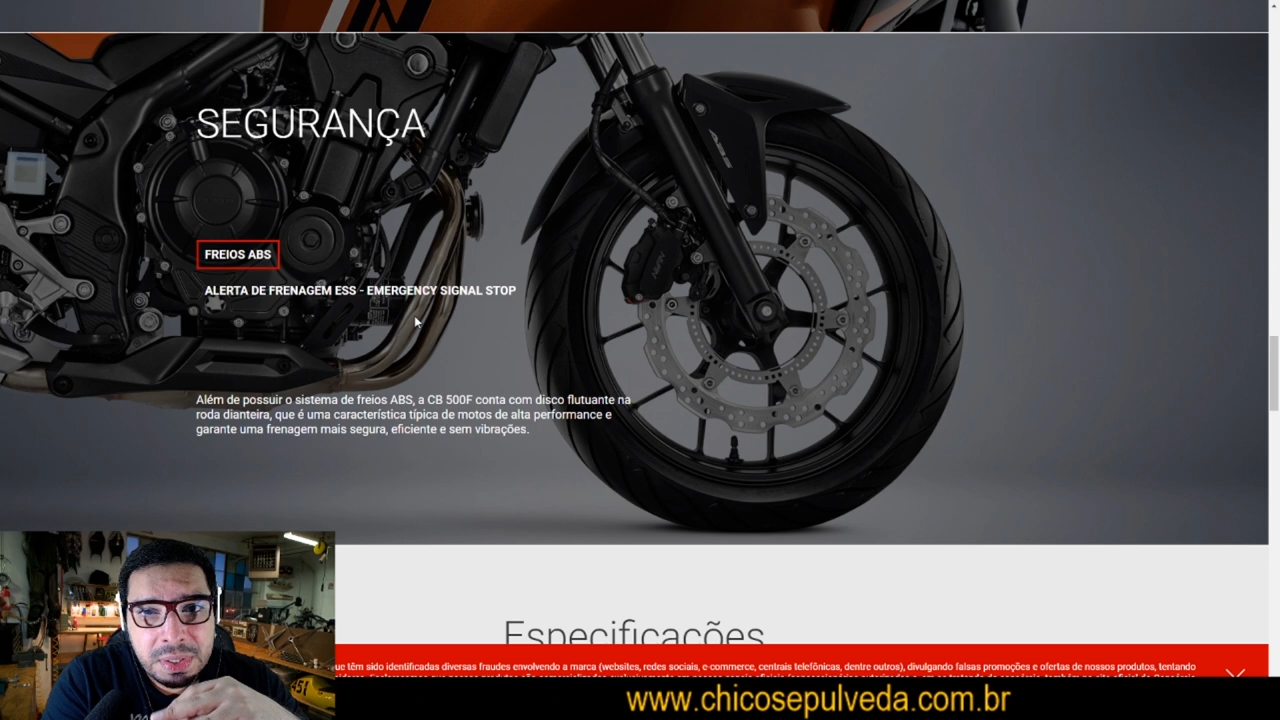 SEGURANÇA
ABS
FREIOS ABS
NISSIN
ALERTA DE FRENAGEM ESS - EMERGENCY SIGNAL STOP
Além de possuir o sistema de freios ABS, a CB 500F conta com disco flutuante na
roda dianteira, que é uma característica típica de motos de alta performance e
garante uma frenagem mais segura, eficiente e sem vibrações.
Especificações
que têm sido identificadas diversas fraudes envolvendo a marca (websites, redes sociais, e-commerce, centrais telefônicas, dentre outros), divulgando falsas promoções e ofertas de nossos produtos, tentando
www.chicosepulveda.com.br